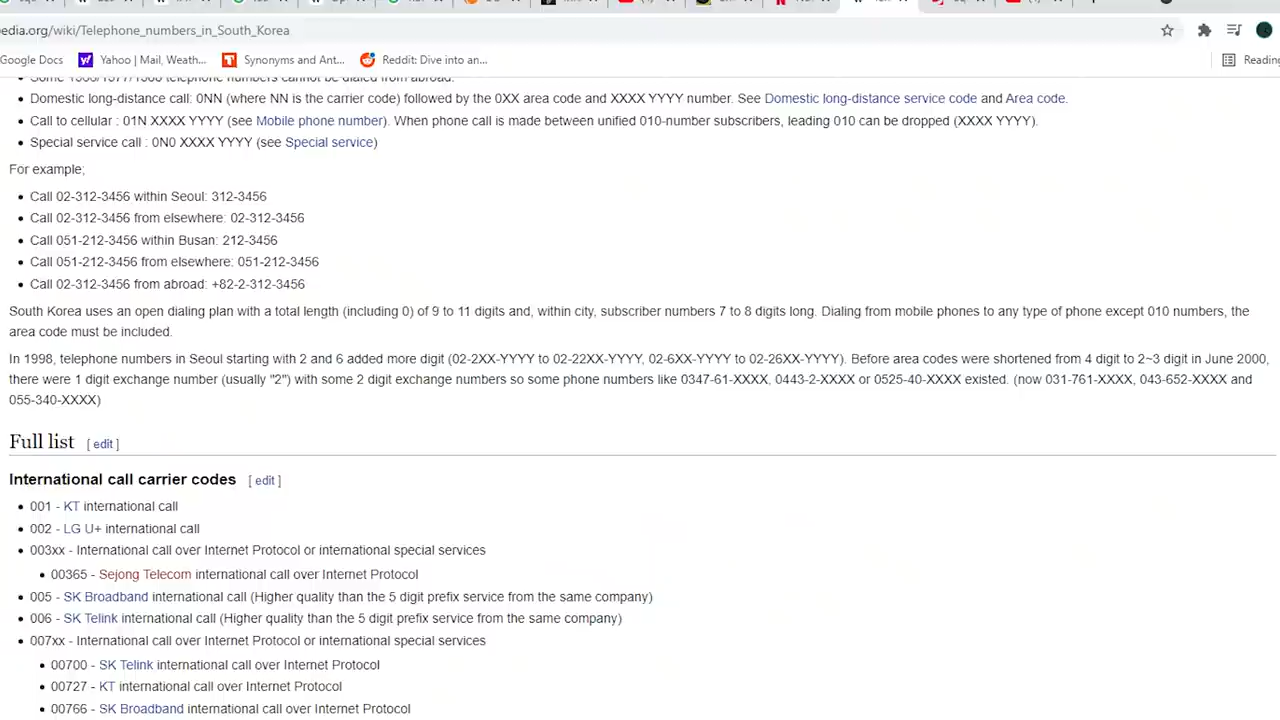 edia.org/wiki/Telephone_numbers_in_South_Korea
Google Docs Yahoo | Mail, Weath... Synonyms and Ant... Reddit: Dive into an... Reading
Some 1566/1577/1588 telephone numbers cannot be dialed from abroad.
Domestic long-distance call: 0NN (where NN is the carrier code) followed by the 0XX area code and XXXX YYYY number. See Domestic long-distance service code and Area code.
Call to cellular : 01N XXXX YYYY (see Mobile phone number). When phone call is made between unified 010-number subscribers, leading 010 can be dropped (XXXX YYYY).
Special service call : 0N0 XXXX YYYY (see Special service)
For example;
Call 02-312-3456 within Seoul: 312-3456
Call 02-312-3456 from elsewhere: 02-312-3456
Call 051-212-3456 within Busan: 212-3456
Call 051-212-3456 from elsewhere: 051-212-3456
Call 02-312-3456 from abroad: +82-2-312-3456
South Korea uses an open dialing plan with a total length (including 0) of 9 to 11 digits and, within city, subscriber numbers 7 to 8 digits long. Dialing from mobile phones to any type of phone except 010 numbers, the
area code must be included.
In 1998, telephone numbers in Seoul starting with 2 and 6 added more digit (02-2XX-YYYY to 02-22XX-YYYY, 02-6XX-YYYY to 02-26XX-YYYY). Before area codes were shortened from 4 digit to 2~3 digit in June 2000,
there were 1 digit exchange number (usually "2") with some 2 digit exchange numbers so some phone numbers like 0347-61-XXXX, 0443-2-XXXX or 0525-40-XXXX existed. (now 031-761-XXXX, 043-652-XXXX and
055-340-XXXX)
Full list [ edit ]
International call carrier codes [ edit ]
001 - KT international call
002 - LG U+ international call
003xx - International call over Internet Protocol or international special services
00365 - Sejong Telecom international call over Internet Protocol
005 - SK Broadband international call (Higher quality than the 5 digit prefix service from the same company)
006 - SK Telink international call (Higher quality than the 5 digit prefix service from the same company)
007xx - International call over Internet Protocol or international special services
00700 - SK Telink international call over Internet Protocol
00727 - KT international call over Internet Protocol
00766 - SK Broadband international call over Internet Protocol